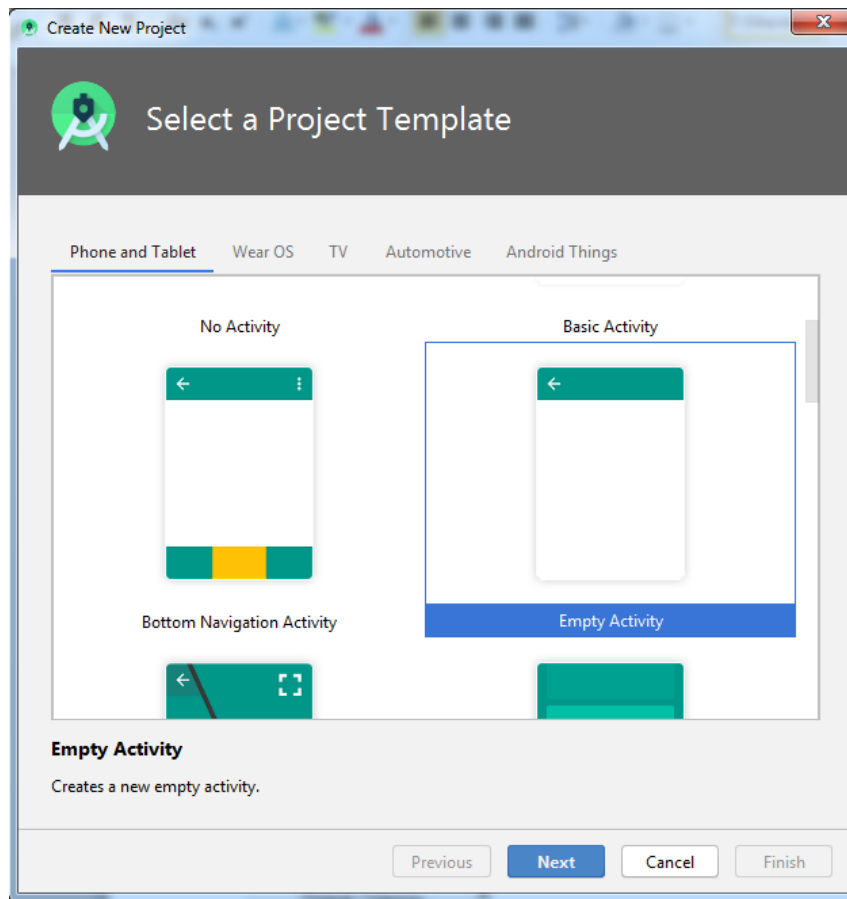 Create New Project
Select a Project Template
Phone and Tablet Wear OS TV Automotive Android Things
No Activity Basic Activity
Bottom Navigation Activity Empty Activity
Empty Activity
Creates a new empty activity.
Previous Next Cancel Finish